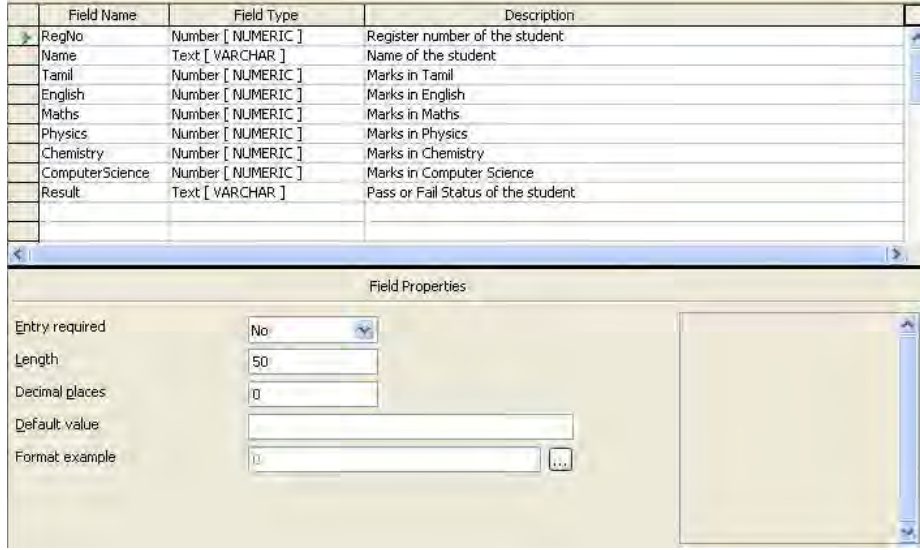 Field Name Field Type Description
RegNo Number [ NUMERIC ] Register number of the student
Name Text [ VARCHAR ] Name of the student
Tamil Number [ NUMERIC ] Marks in Tamil
English Number [ NUMERIC ] Marks in English
Maths Number [ NUMERIC ] Marks in Maths
Physics Number [ NUMERIC ] Marks in Physics
Chemistry Number [ NUMERIC ] Marks in Chemistry
ComputerScience Number [ NUMERIC ] Marks in Computer Science
Result Text [ VARCHAR ] Pass or Fail Status of the student
Field Properties
Entry required No
Length 50
Decimal places 0
Default value
Format example 0 ...